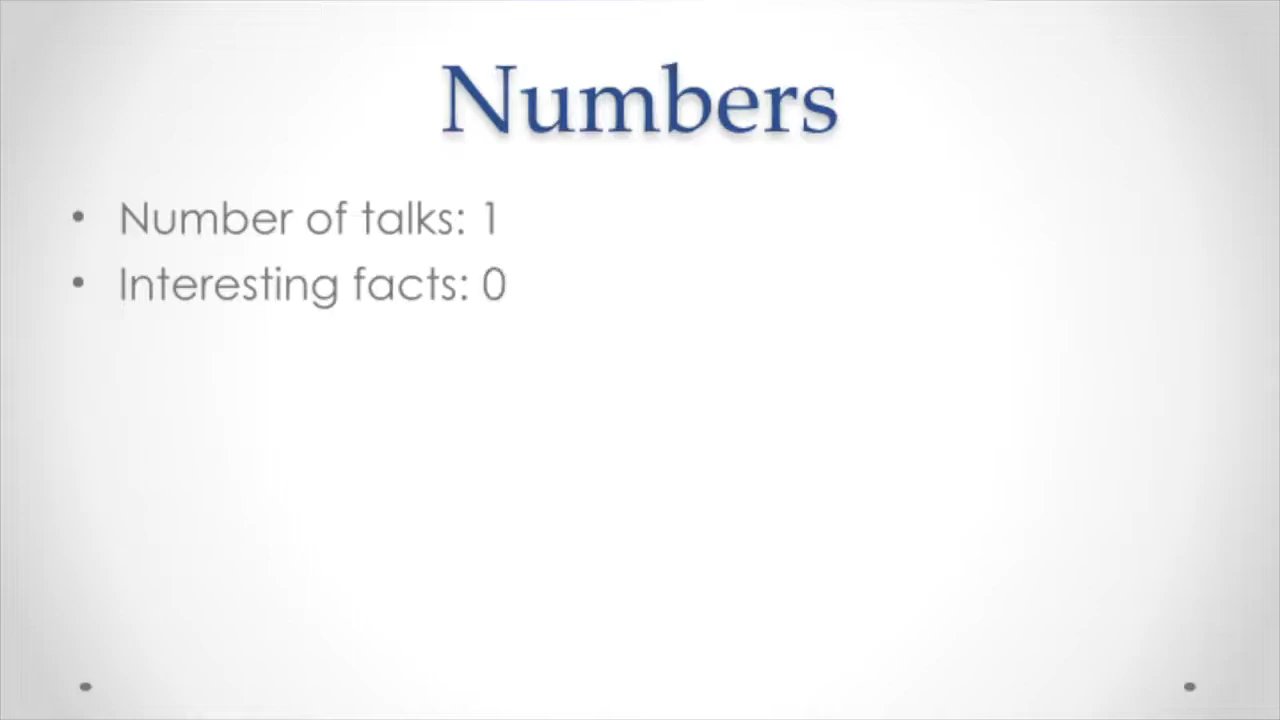 Numbers
• Number of talks: 1
• Interesting facts: 0